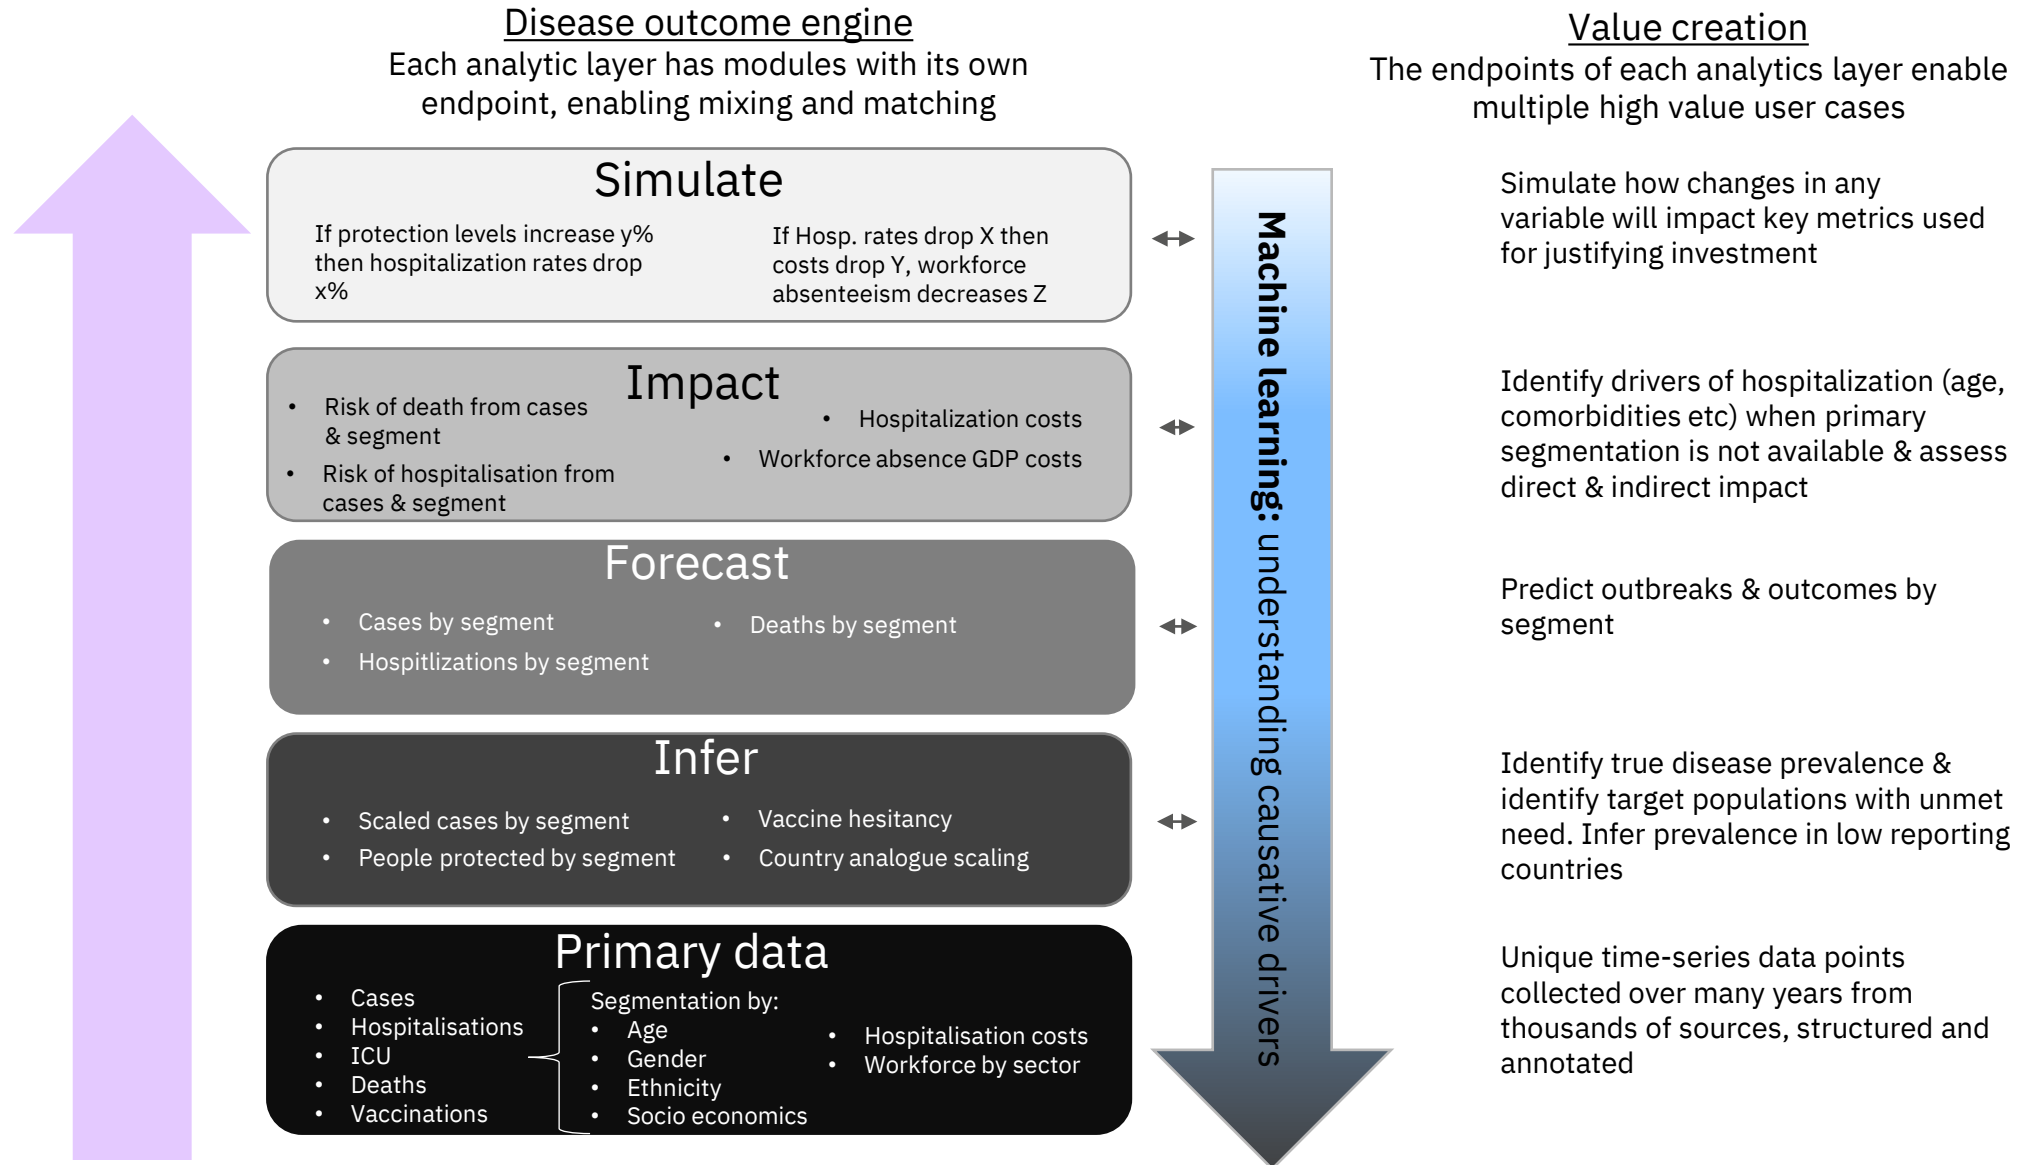 Disease outcome engine
Each analytic layer has modules with its own
endpoint, enabling mixing and matching
Value creation
The endpoints of each analytics layer enable
multiple high value user cases
Simulate
If protection levels increase y%
then hospitalization rates drop
x%
If Hosp. rates drop X then
costs drop Y, workforce
absenteeism decreases Z
Simulate how changes in any
variable will impact key metrics used
for justifying investment
Impact
• Risk of death from cases
& segment
• Risk of hospitalisation from
cases & segment
• Hospitalization costs
• Workforce absence GDP costs
Identify drivers of hospitalization (age,
comorbidities etc) when primary
segmentation is not available & assess
direct & indirect impact
Forecast
• Cases by segment
• Hospitlizations by segment
• Deaths by segment
Predict outbreaks & outcomes by
segment
Infer
• Scaled cases by segment
• People protected by segment
• Vaccine hesitancy
• Country analogue scaling
Identify true disease prevalence &
identify target populations with unmet
need. Infer prevalence in low reporting
countries
Primary data
• Cases
• Hospitalisations
• ICU
• Deaths
• Vaccinations
Segmentation by:
• Age
• Gender
• Ethnicity
• Socio economics
• Hospitalisation costs
• Workforce by sector
Unique time-series data points
collected over many years from
thousands of sources, structured and
annotated
Machine learning: understanding causative drivers